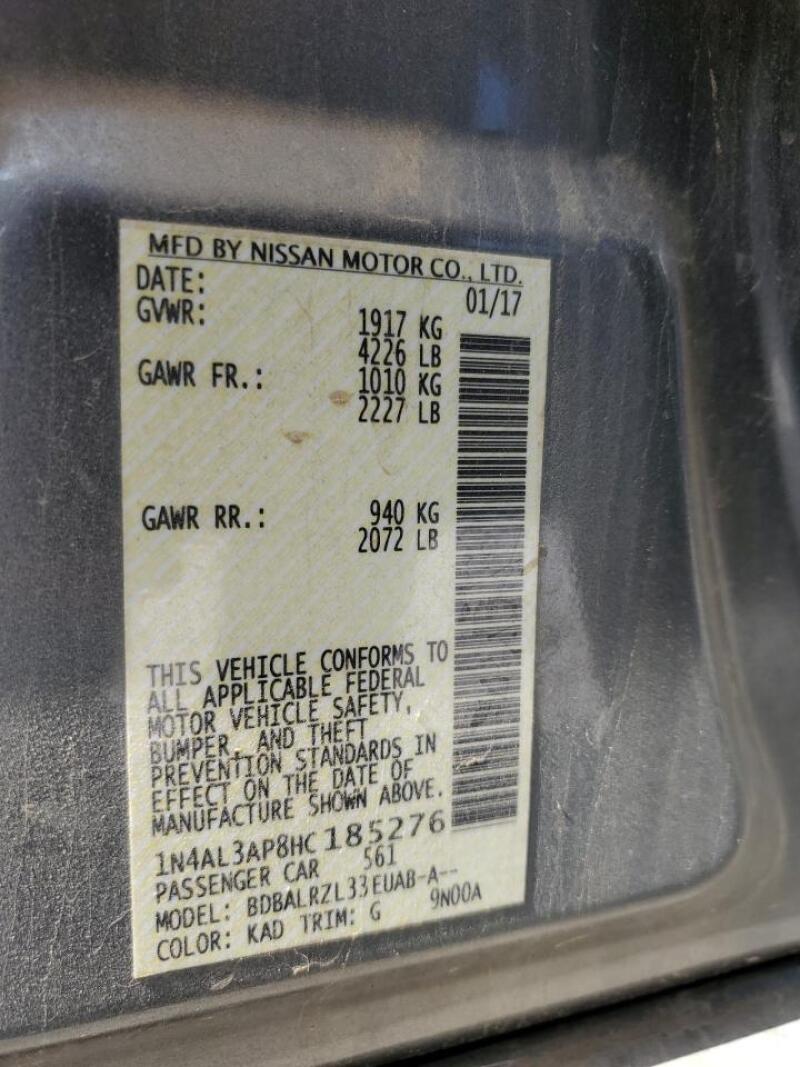 MFD BY NISSAN MOTOR CO., LTD.
DATE: 01/17
GVWR: 1917 KG
4226 LB
GAWR FR.: 1010 KG
2227 LB
GAWR RR.: 940 KG
2072 LB
THIS VEHICLE CONFORMS TO
ALL APPLICABLE FEDERAL
MOTOR VEHICLE SAFETY,
BUMPER, AND THEFT
PREVENTION STANDARDS IN
EFFECT ON THE DATE OF
MANUFACTURE SHOWN ABOVE.
1N4AL3AP8HC185276
PASSENGER CAR 561
MODEL: BDBALRZL33EUAB-A--
COLOR: KAD TRIM: G 9N00A